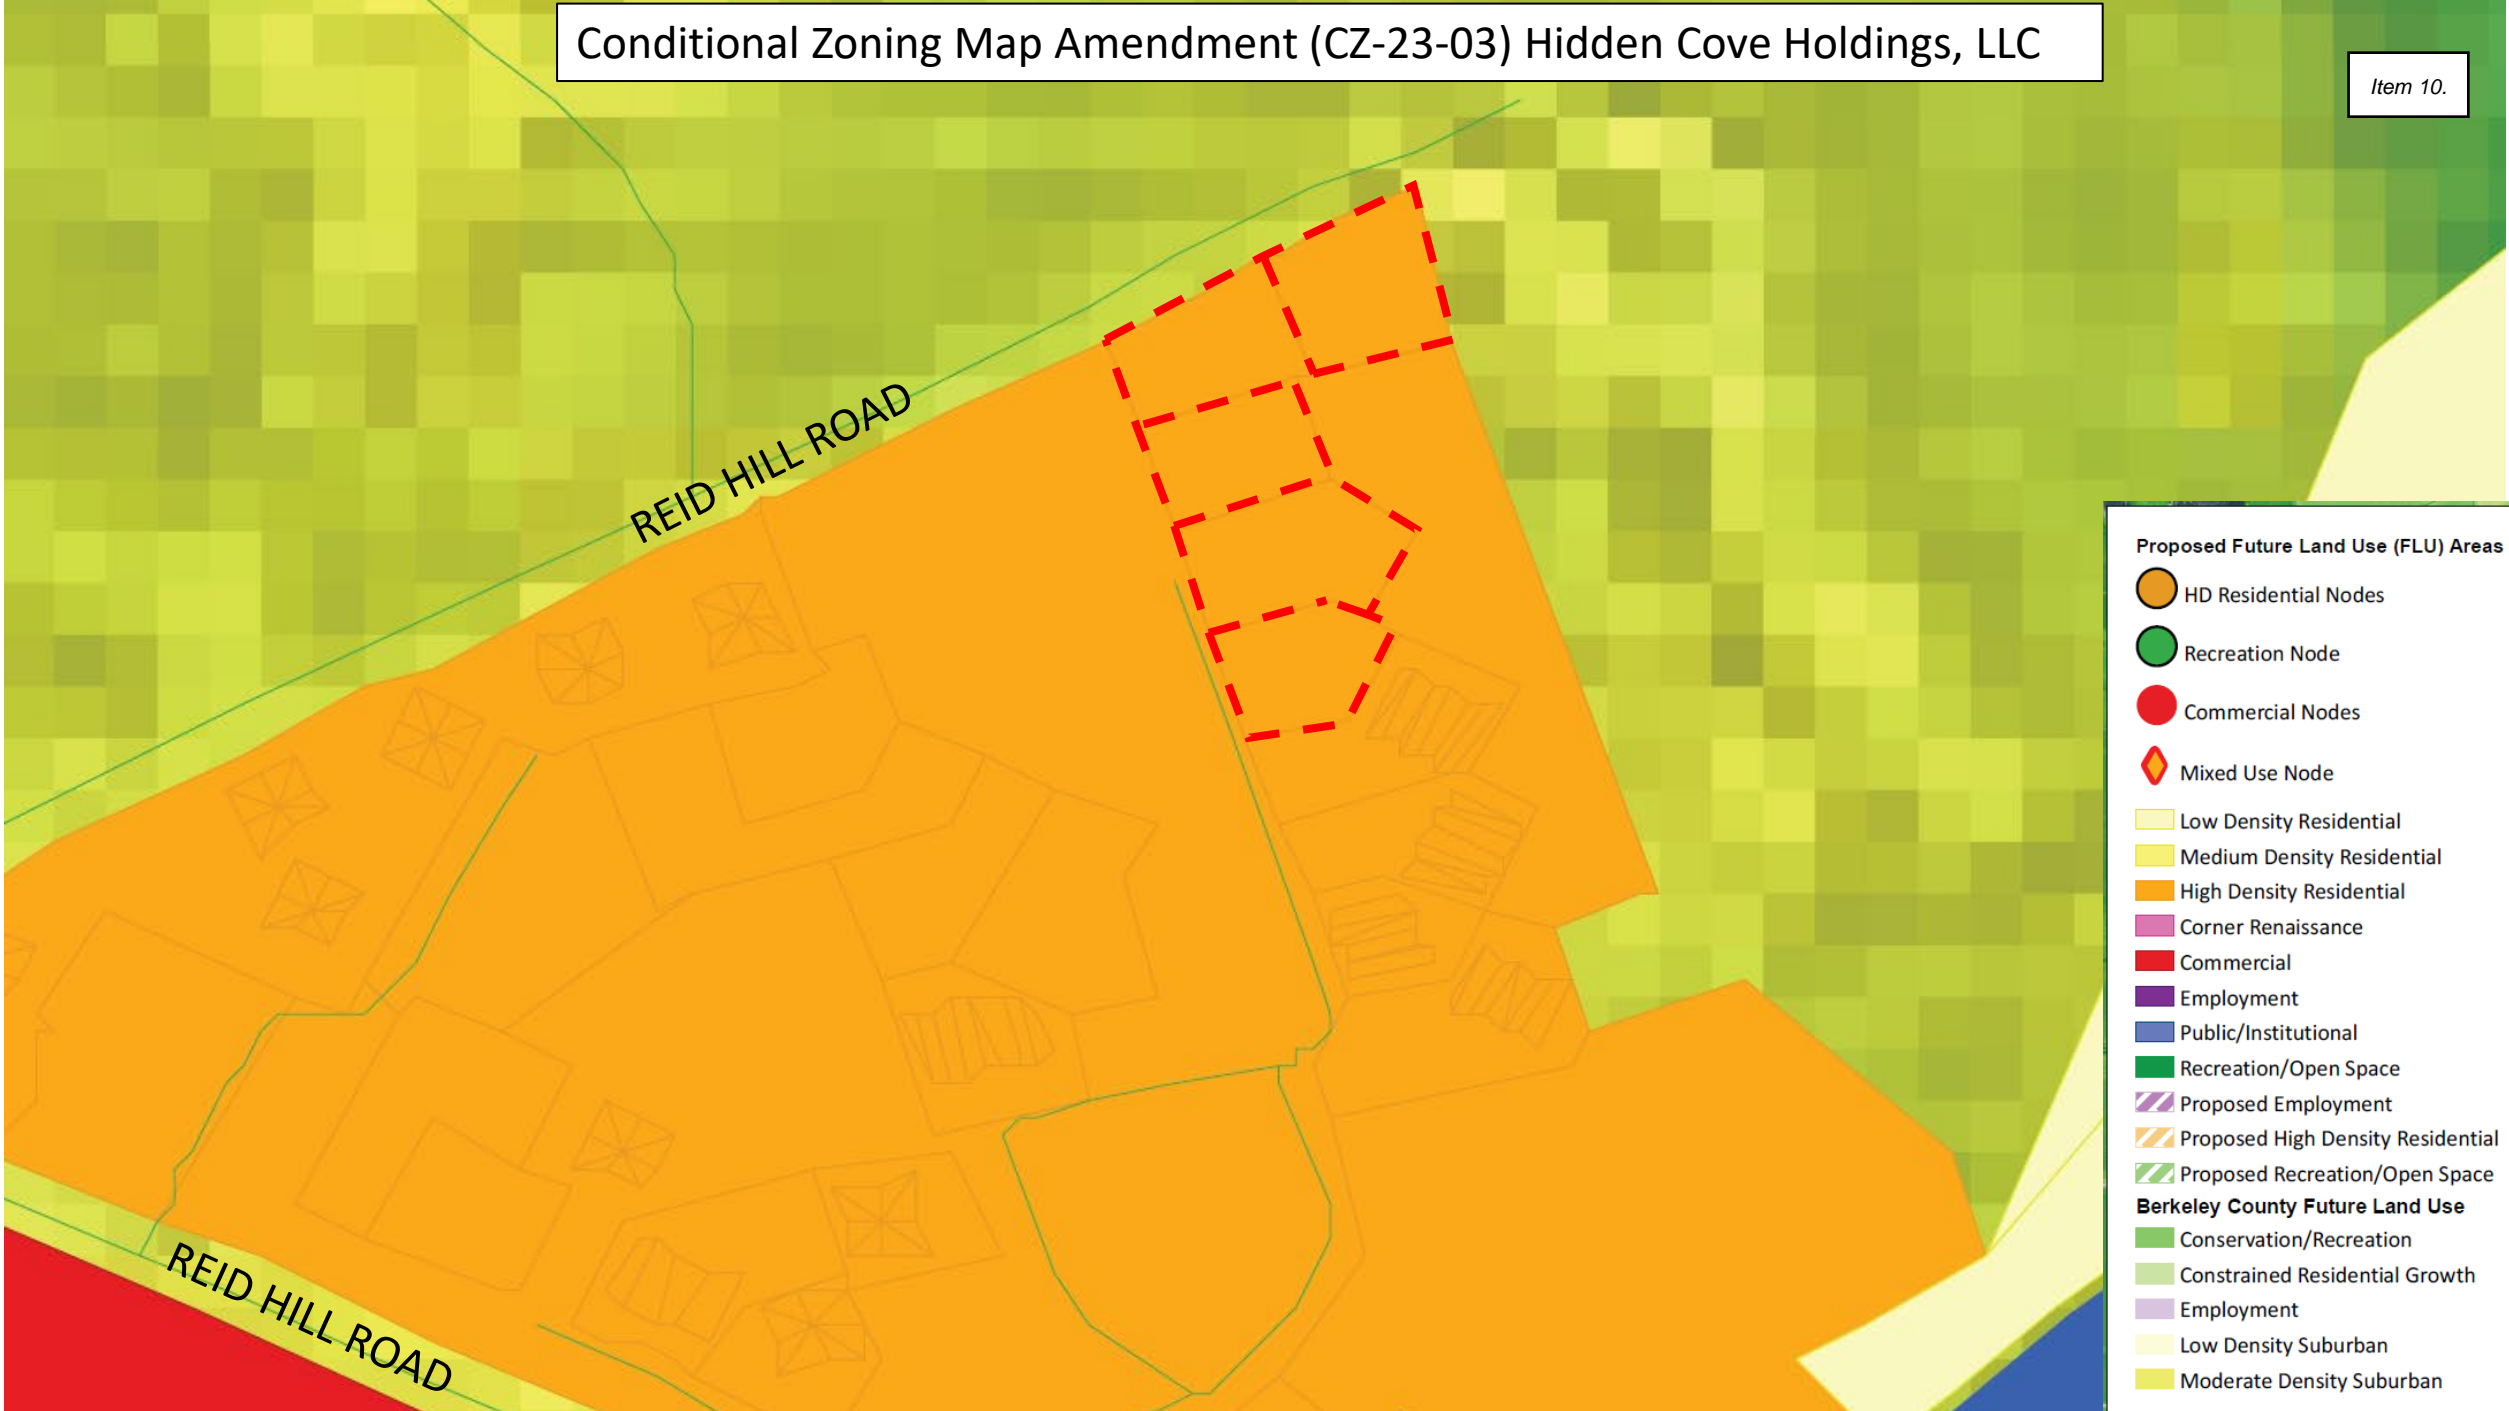 Conditional Zoning Map Amendment (CZ-23-03) Hidden Cove Holdings, LLC
Item 10.
REID HILL ROAD
REID HILL ROAD
Proposed Future Land Use (FLU) Areas
HD Residential Nodes
Recreation Node
Commercial Nodes
Mixed Use Node
Low Density Residential
Medium Density Residential
High Density Residential
Corner Renaissance
Commercial
Employment
Public/Institutional
Recreation/Open Space
Proposed Employment
Proposed High Density Residential
Proposed Recreation/Open Space
Berkeley County Future Land Use
Conservation/Recreation
Constrained Residential Growth
Employment
Low Density Suburban
Moderate Density Suburban